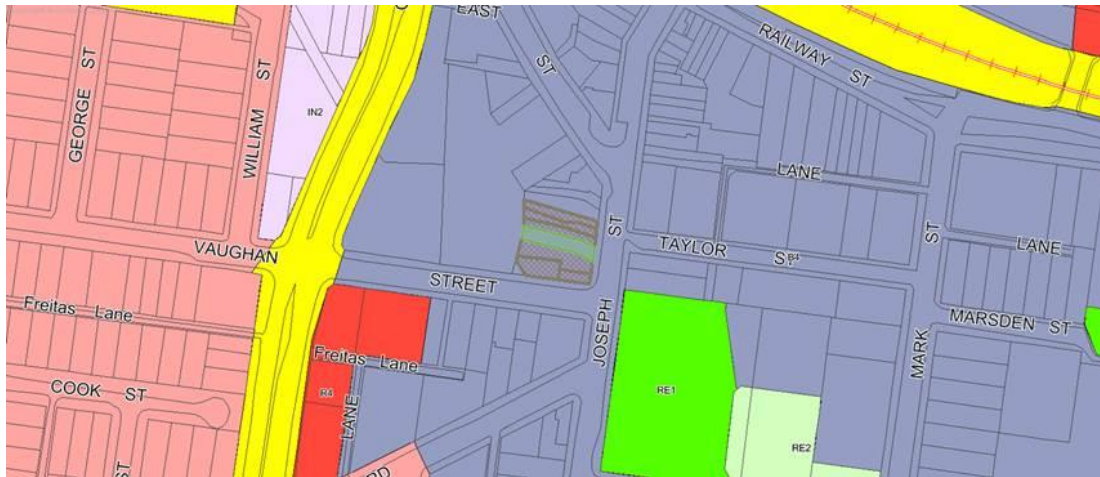 EAST
ST
RAILWAY ST
GEORGE ST
WILLIAM ST
IN2
LANE
ST
TAYLOR ST
B4
ST
LANE
VAUGHAN
STREET
Freitas Lane
JOSEPH
MARSDEN ST
MARK
Freitas Lane
COOK ST
R4
LANE
RE1
RE2
ST
RD